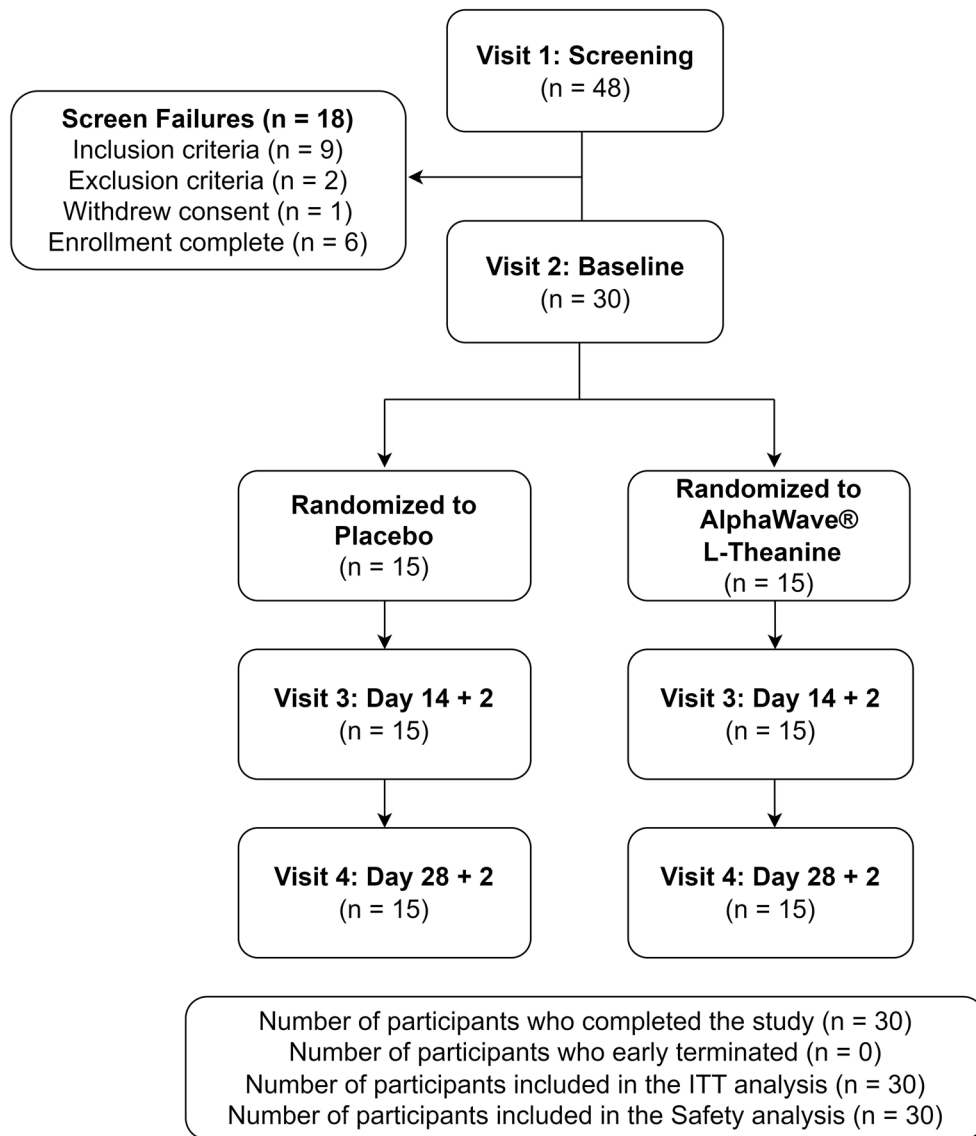 Visit 1: Screening
(n = 48)
Screen Failures (n = 18)
Inclusion criteria (n = 9)
Exclusion criteria (n = 2)
Withdrew consent (n = 1)
Enrollment complete (n = 6)
Visit 2: Baseline
(n = 30)
Randomized to
Placebo
(n = 15)
Randomized to
AlphaWave®
L-Theanine
(n = 15)
Visit 3: Day 14 + 2
(n = 15)
Visit 3: Day 14 + 2
(n = 15)
Visit 4: Day 28 + 2
(n = 15)
Visit 4: Day 28 + 2
(n = 15)
Number of participants who completed the study (n = 30)
Number of participants who early terminated (n = 0)
Number of participants included in the ITT analysis (n = 30)
Number of participants included in the Safety analysis (n = 30)